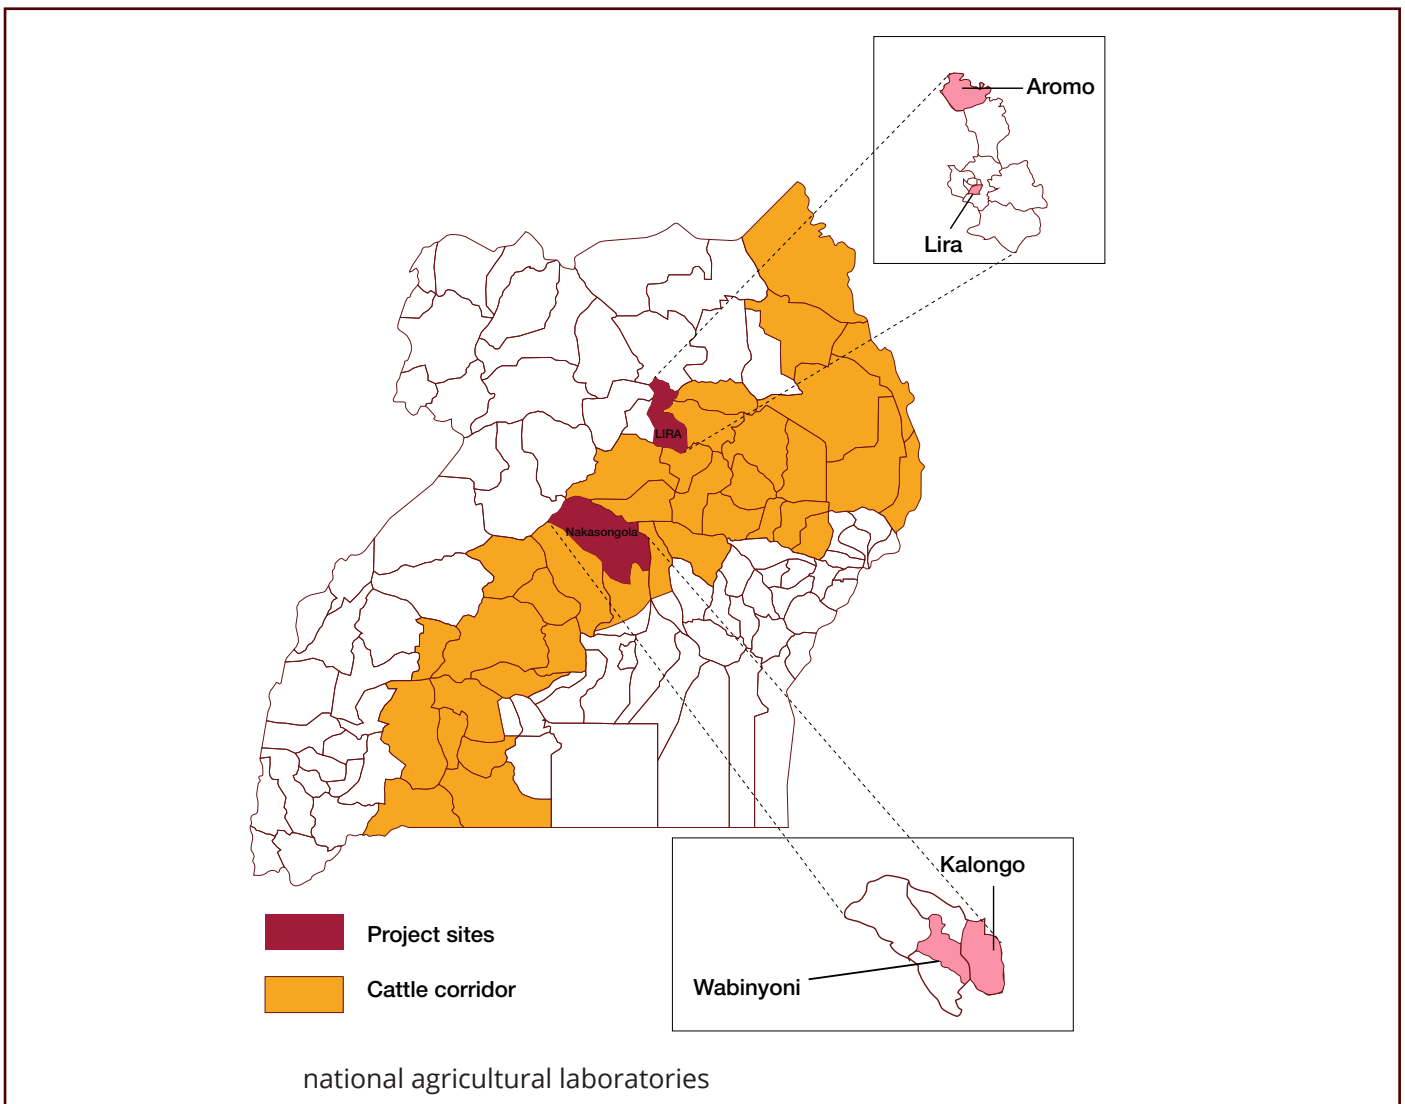 Aromo
Lira
LIRA
Nakasongola
Kalongo
Wabinyoni
Project sites
Cattle corridor
national agricultural laboratories